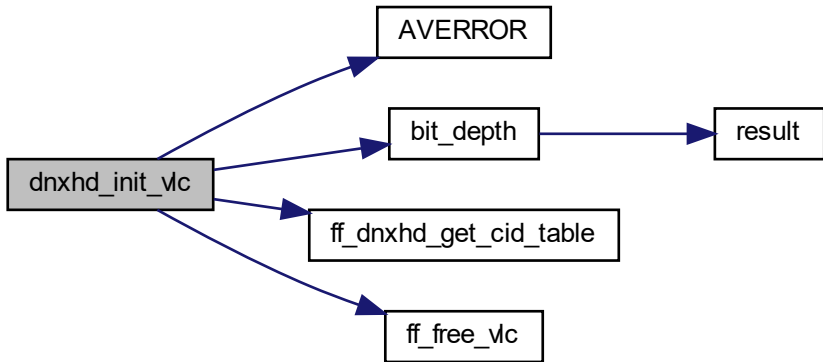 AVERROR
bit_depth
result
dnxhd_init_vlc
ff_dnxhd_get_cid_table
ff_free_vlc